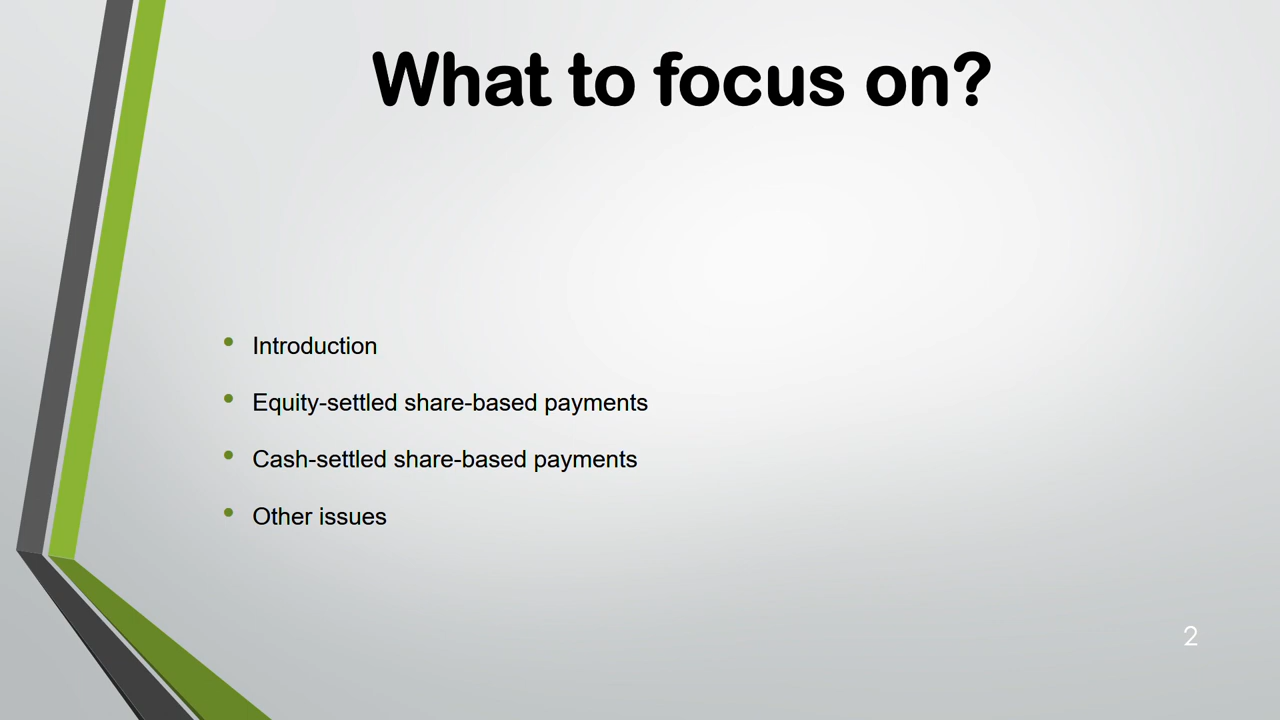 What to focus on?
• Introduction
• Equity-settled share-based payments
• Cash-settled share-based payments
• Other issues
2